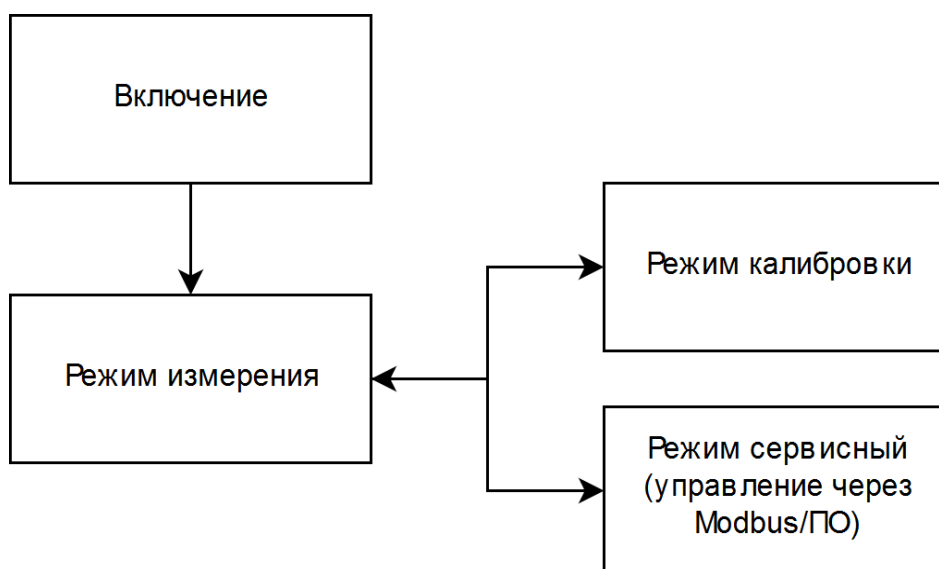 Включение
Режим калибровки
Режим измерения
Режим сервисный
(управление через
Modbus/ПО)